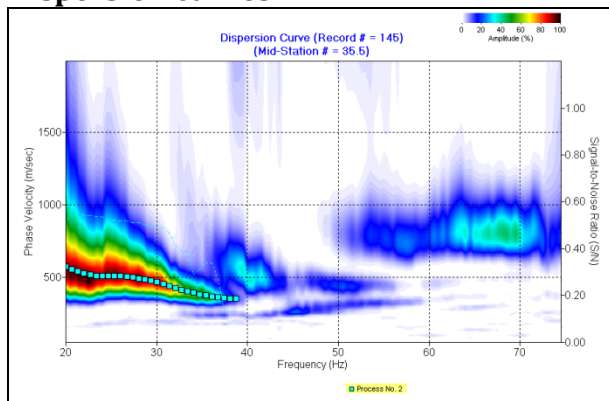 Dispersion Curve (Record # = 145)
(Mid-Station = 35.5)
0 20 40 60 80 100
Amplitude (%)
Phase Velocity (m/sec)
1500
1000
500
Signal-to-Noise Ratio (S/N)
1.00
0.80
0.60
0.40
0.20
0.00
20 30 40 50 60 70
Frequency (Hz)
Process No. 2